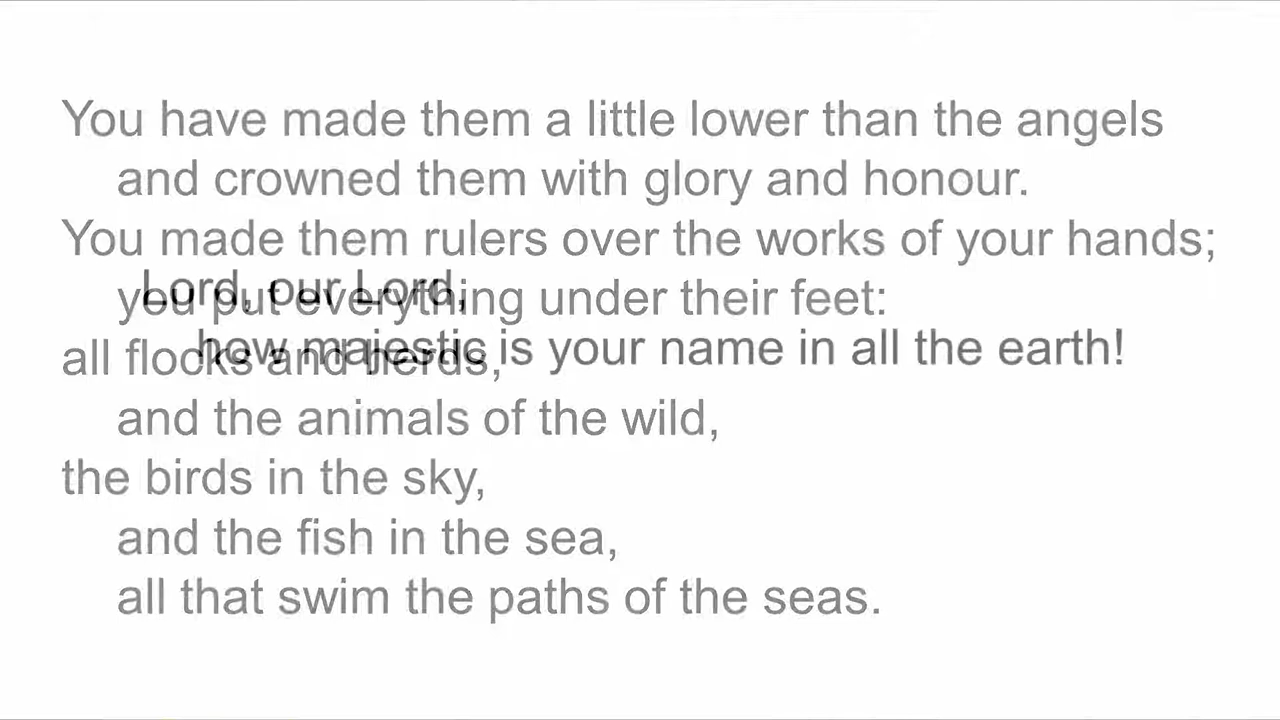 You have made them a little lower than the angels
and crowned them with glory and honour.
You made them rulers over the works of your hands;
you put everything under their feet:
all flocks and herds,
and the animals of the wild,
the birds in the sky,
and the fish in the sea,
all that swim the paths of the seas.
Lord, our Lord,
how majestic is your name in all the earth!